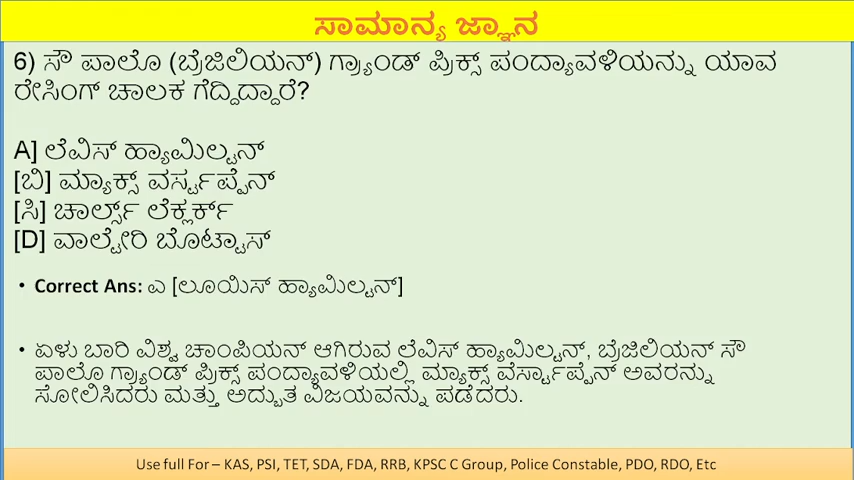 ಸಾಮಾನ್ಯ ಜ್ಞಾನ
6) ಸೌ ಪಾಲೊ (ಬ್ರೆಜಿಲಿಯನ್) ಗ್ರ್ಯಾಂಡ್ ಪ್ರಿಕ್ಸ್ ಪಂದ್ಯಾವಳಿಯನ್ನು ಯಾವ
ರೇಸಿಂಗ್ ಚಾಲಕ ಗೆದ್ದಿದ್ದಾರೆ?
A] ಲೆವಿಸ್ ಹ್ಯಾಮಿಲ್ಟನ್
[ಬಿ] ಮ್ಯಾಕ್ಸ್ ವರ್ಸ್ಟಪ್ಪೆನ್
[ಸಿ] ಚಾರ್ಲ್ಸ್ ಲೆಕ್ಲರ್ಕ್
[D] ವಾಲ್ಟೇರಿ ಬೊಟ್ಟಾಸ್
• Correct Ans: ಎ [ಲೂಯಿಸ್ ಹ್ಯಾಮಿಲ್ಟನ್]
• ಏಳು ಬಾರಿ ವಿಶ್ವ ಚಾಂಪಿಯನ್ ಆಗಿರುವ ಲೆವಿಸ್ ಹ್ಯಾಮಿಲ್ಟನ್, ಬ್ರೆಜಿಲಿಯನ್ ಸೌ
ಪಾಲೊ ಗ್ರ್ಯಾಂಡ್ ಪ್ರಿಕ್ಸ್ ಪಂದ್ಯಾವಳಿಯಲ್ಲಿ ಮ್ಯಾಕ್ಸ್ ವೆರ್ಸ್ಟಾಪ್ಪೆನ್ ಅವರನ್ನು
ಸೋಲಿಸಿದರು ಮತ್ತು ಅದ್ಭುತ ವಿಜಯವನ್ನು ಪಡೆದರು.
Use full For – KAS, PSI, TET, SDA, FDA, RRB, KPSC C Group, Police Constable, PDO, RDO, Etc